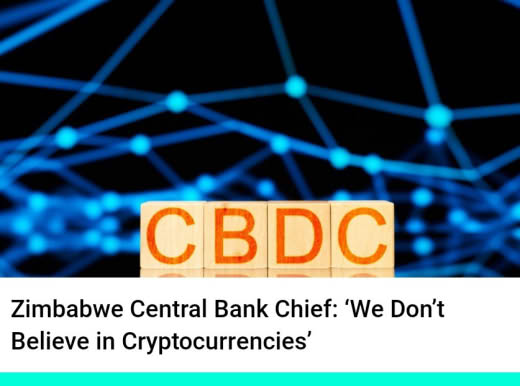 CBDC
Zimbabwe Central Bank Chief: ‘We Don’t
Believe in Cryptocurrencies’